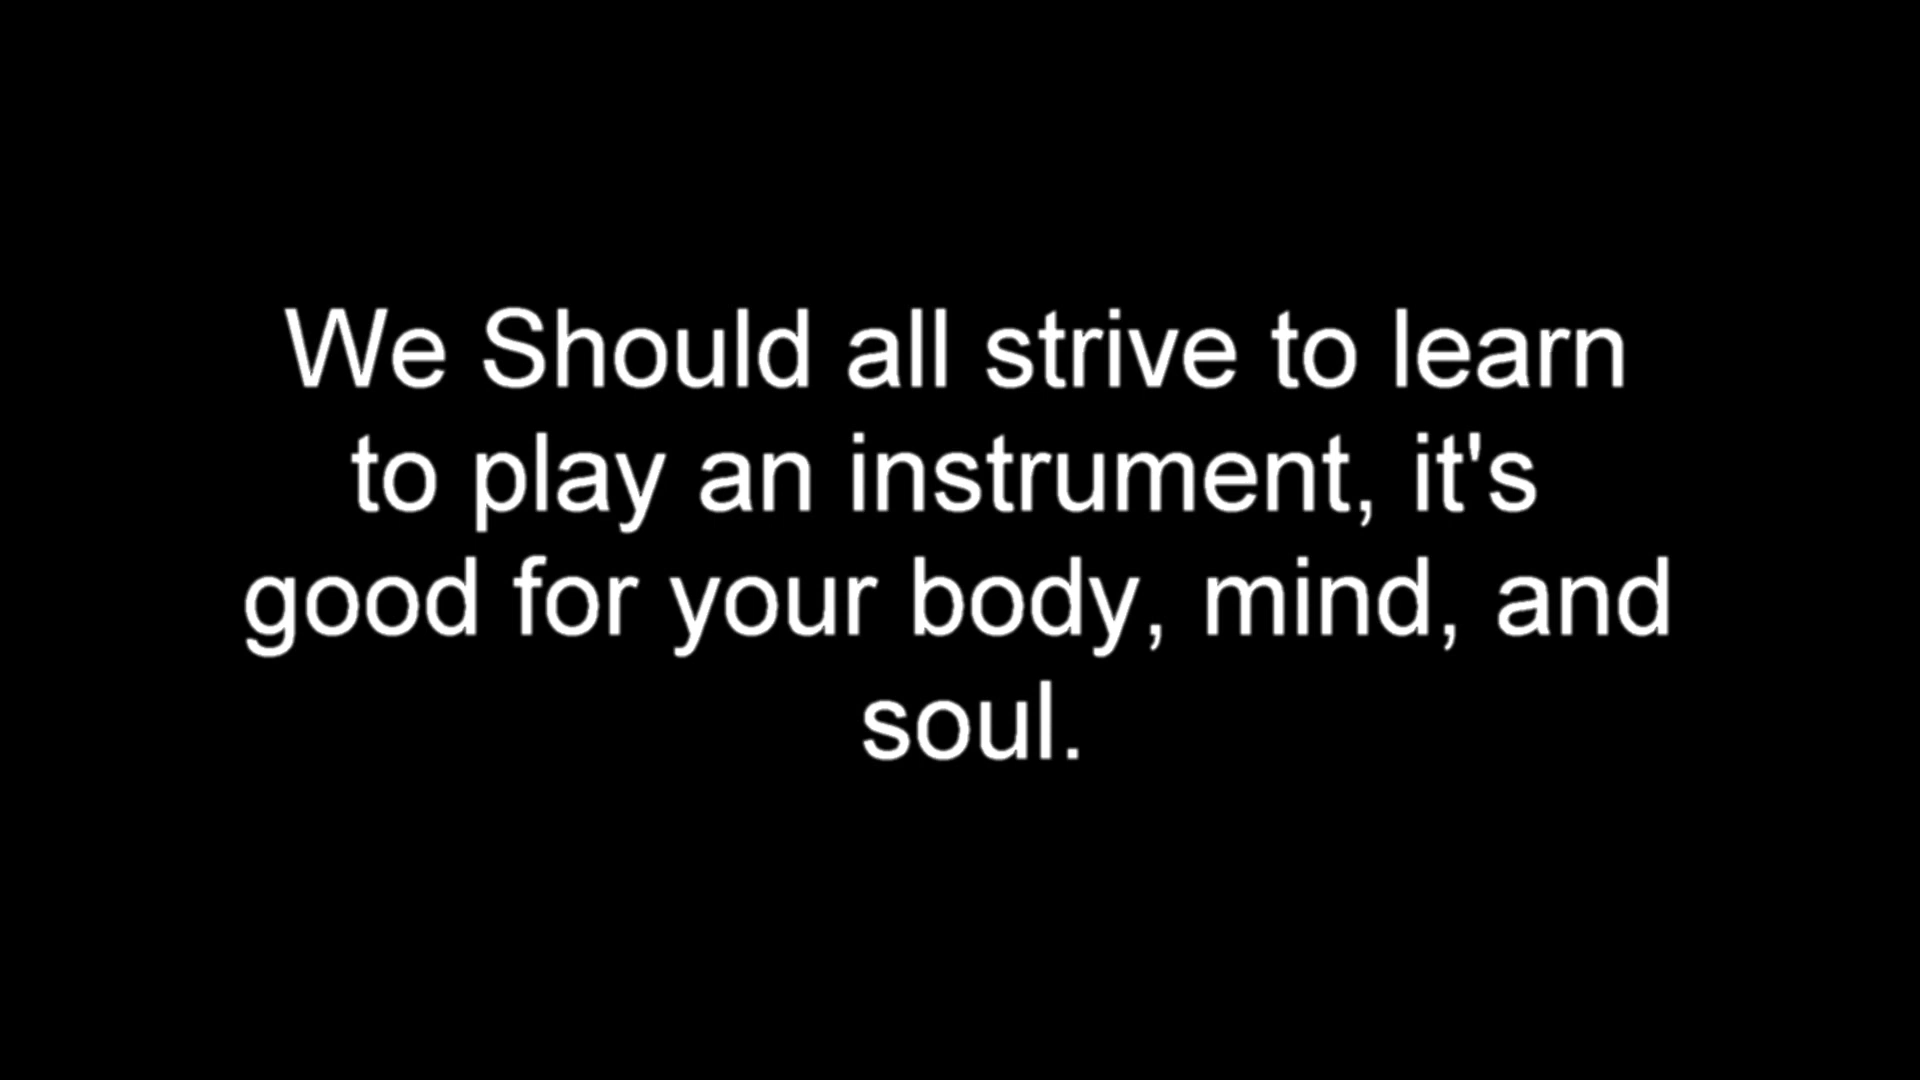 We Should all strive to learn
to play an instrument, it's
good for your body, mind, and
soul.